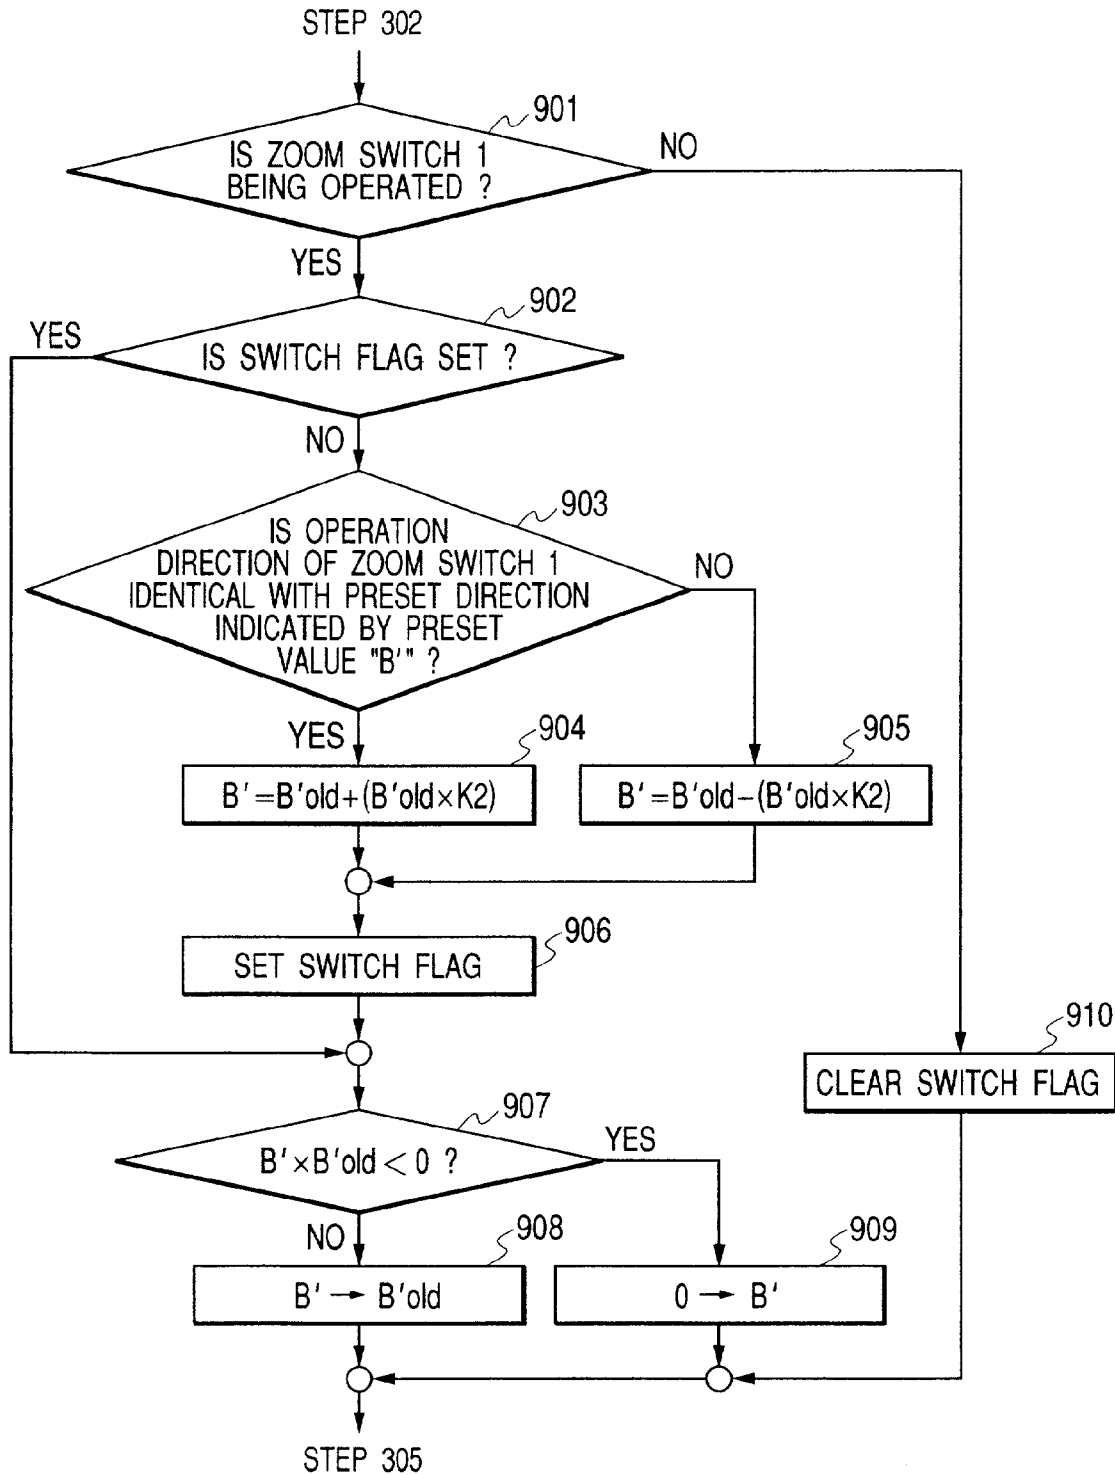 STEP 302
901
IS ZOOM SWITCH 1
BEING OPERATED ?
NO
YES
902
YES
IS SWITCH FLAG SET ?
NO
903
IS OPERATION
DIRECTION OF ZOOM SWITCH 1
IDENTICAL WITH PRESET DIRECTION
INDICATED BY PRESET
VALUE "B'" ?
NO
YES
904
B'=B'old+(B'old×K2)
905
B'=B'old−(B'old×K2)
906
SET SWITCH FLAG
910
CLEAR SWITCH FLAG
907
B'×B'old<0 ?
YES
NO
908
B' → B'old
909
0 → B'
STEP 305